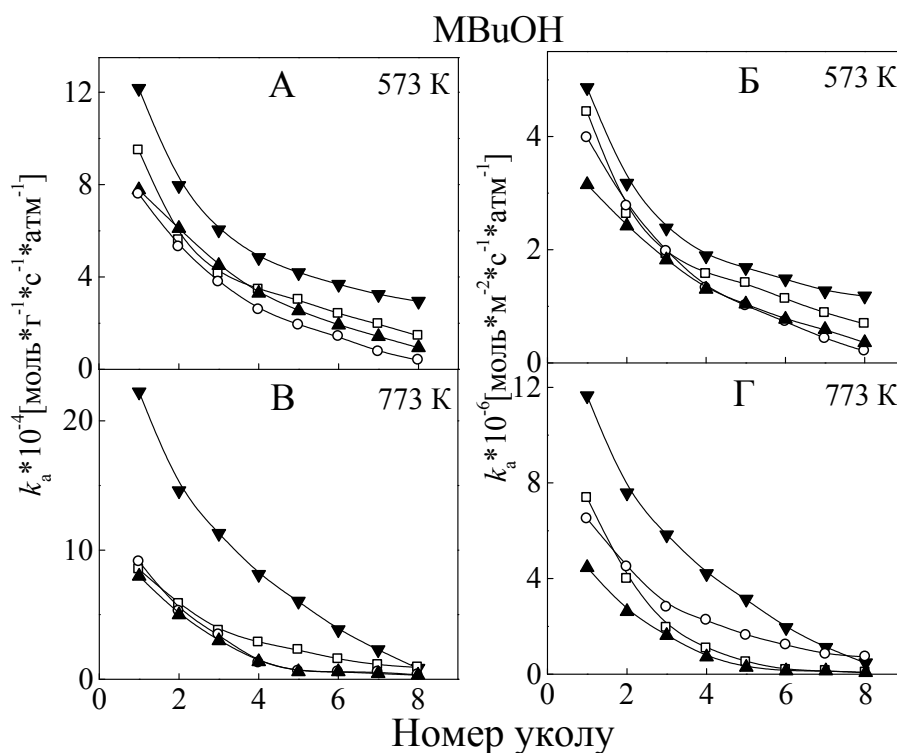 MBuOH
А
573 К
Б
573 К
12
8
4
0
4
2
0
k_a*10^-4[моль*г^-1*с^-1*атм^-1]
k_a*10^-6[моль*м^-2*с^-1*атм^-1]
В
773 К
Г
773 К
20
10
0
12
8
4
0
0 2 4 6 8
0 2 4 6 8
Номер уколу